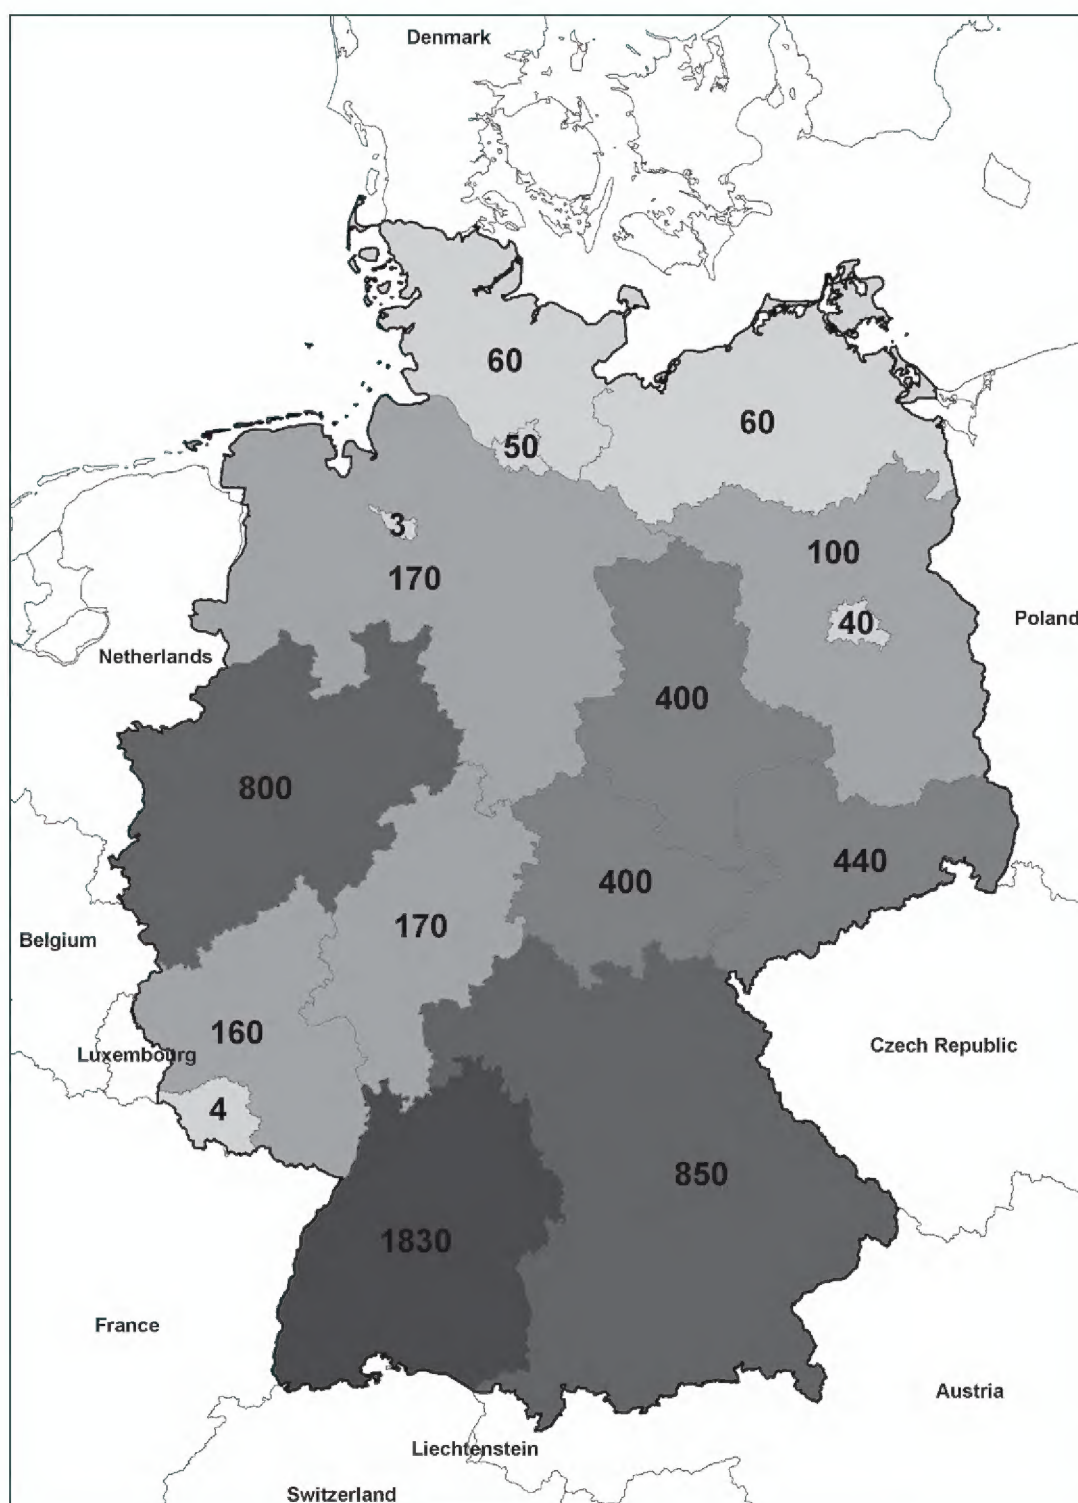 Denmark
60
60
50
3
100
170
40
Poland
Netherlands
400
800
440
400
170
Belgium
160
Czech Republic
Luxembourg
4
850
1830
France
Austria
Liechtenstein
Switzerland